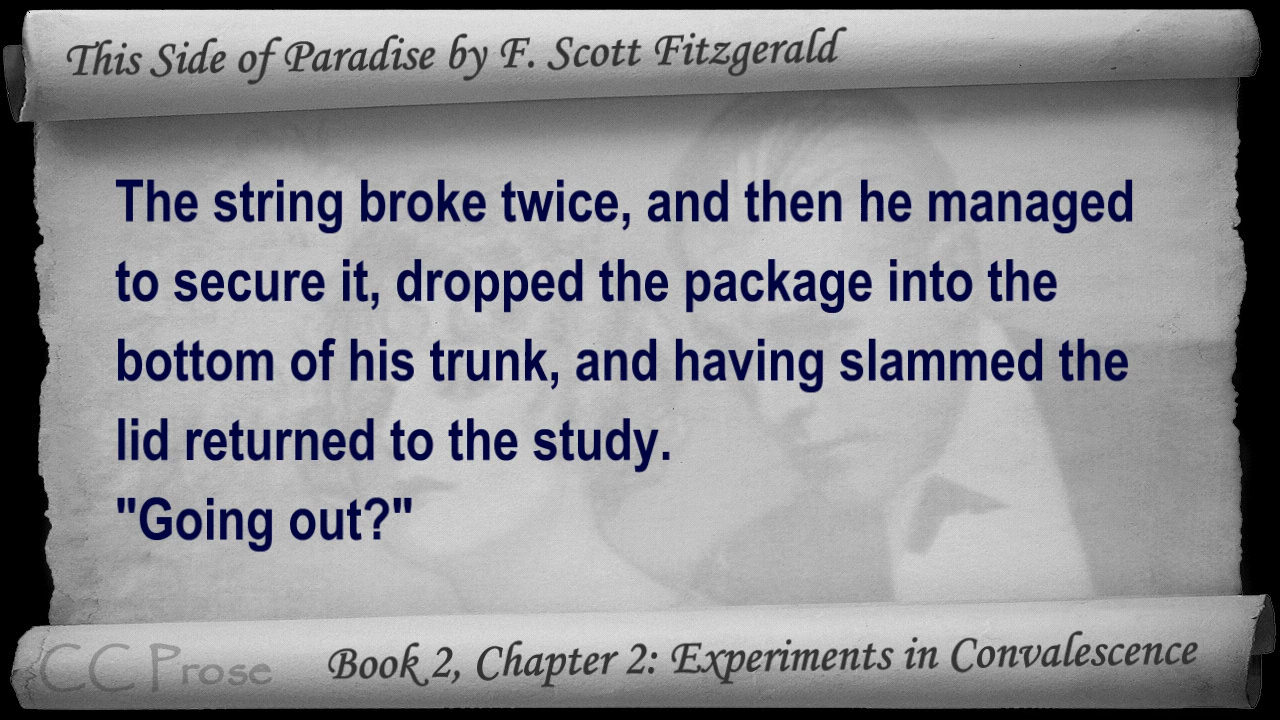 This Side of Paradise by F. Scott Fitzgerald
The string broke twice, and then he managed
to secure it, dropped the package into the
bottom of his trunk, and having slammed the
lid returned to the study.
"Going out?"
CC Prose
Book 2, Chapter 2: Experiments in Convalescence